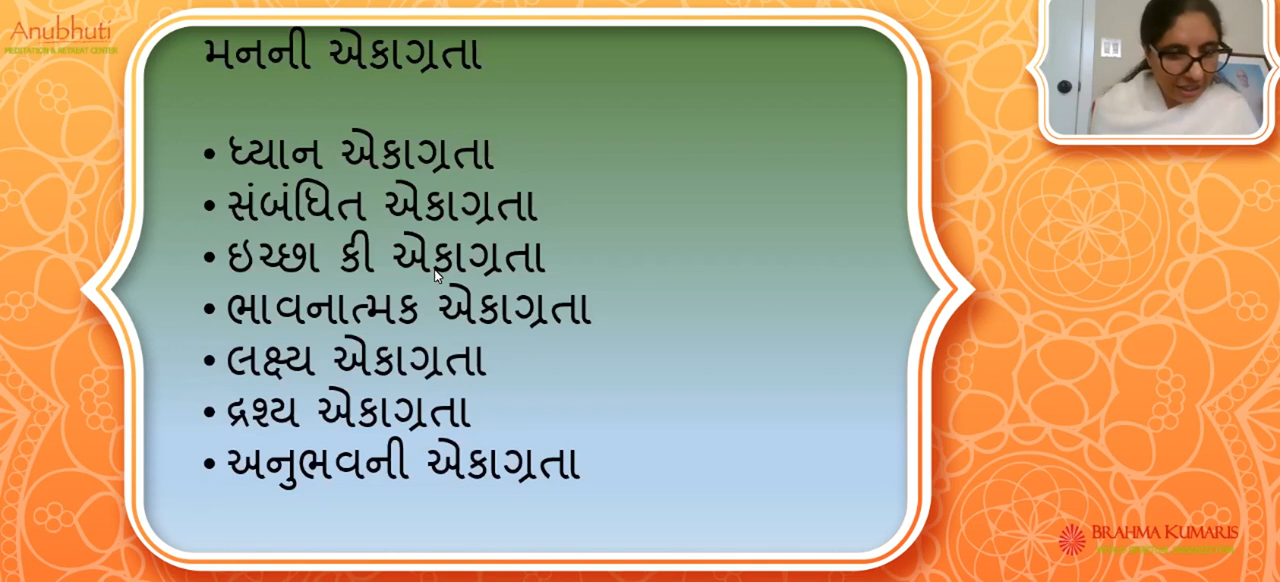 Anubhuti
MEDITATION & RETREAT CENTER
મનની એકાગ્રતા
• ધ્યાન એકાગ્રતા
• સંબંધિત એકાગ્રતા
• ઇચ્છા કી એકાગ્રતા
• ભાવનાત્મક એકાગ્રતા
• લક્ષ્ય એકાગ્રતા
• દ્રશ્ય એકાગ્રતા
• અનુભવની એકાગ્રતા
BRAHMA KUMARIS